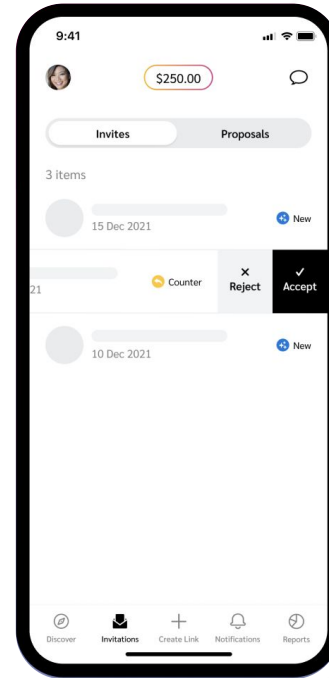 9:41
$250.00
Invites Proposals
3 items
15 Dec 2021 New
21 Counter Reject Accept
10 Dec 2021 New
Discover Invitations Create Link Notifications Reports